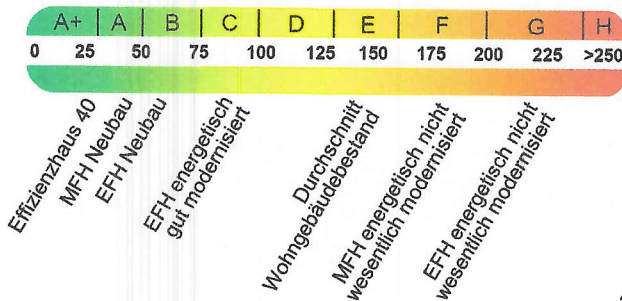 A+ A B C D E F G H
0 25 50 75 100 125 150 175 200 225 >250
Effizienzhaus 40
MFH Neubau
EFH Neubau
EFH energetisch
gut modernisiert
Durchschnitt
Wohngebäudebestand
MFH energetisch nicht
wesentlich modernisiert
EFH energetisch nicht
wesentlich modernisiert